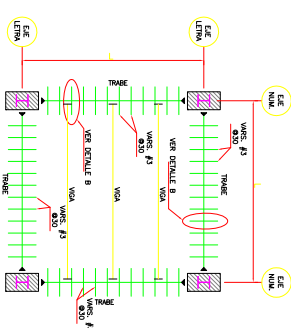 EJE
LETRA
EJE
LETRA
EJE
NUM.
EJE
NUM.
TRABE
VARS. #3
@30
VER DETALLE B
VARS. #3
@30
VER DETALLE B
TRABE
VIGA
VIGA
VIGA
TRABE
VARS. #3
@30
TRABE
VARS. #
@30